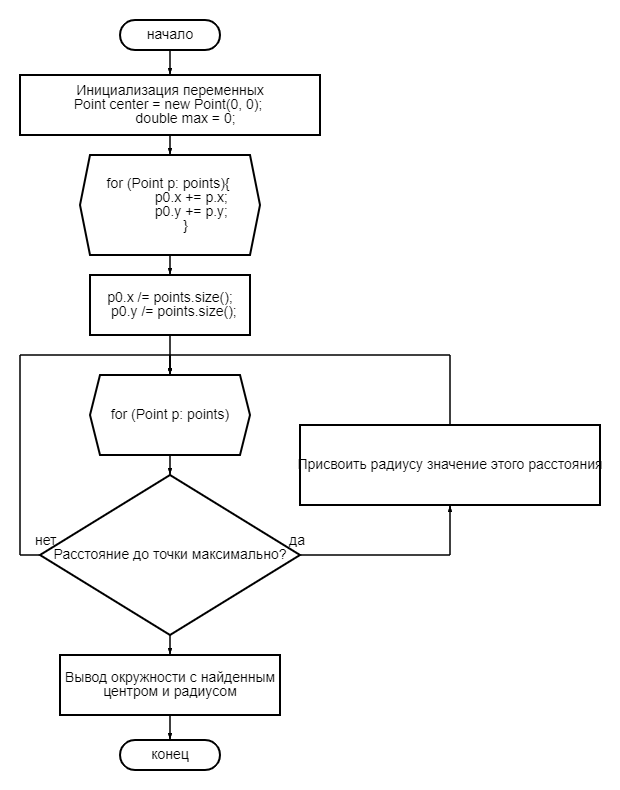 начало
Инициализация переменных
Point center = new Point(0, 0);
double max = 0;
for (Point p: points){
p0.x += p.x;
p0.y += p.y;
}
p0.x /= points.size();
p0.y /= points.size();
for (Point p: points)
Присвоить радиусу значение этого расстояния
нет
да
Расстояние до точки максимально?
Вывод окружности с найденным
центром и радиусом
конец